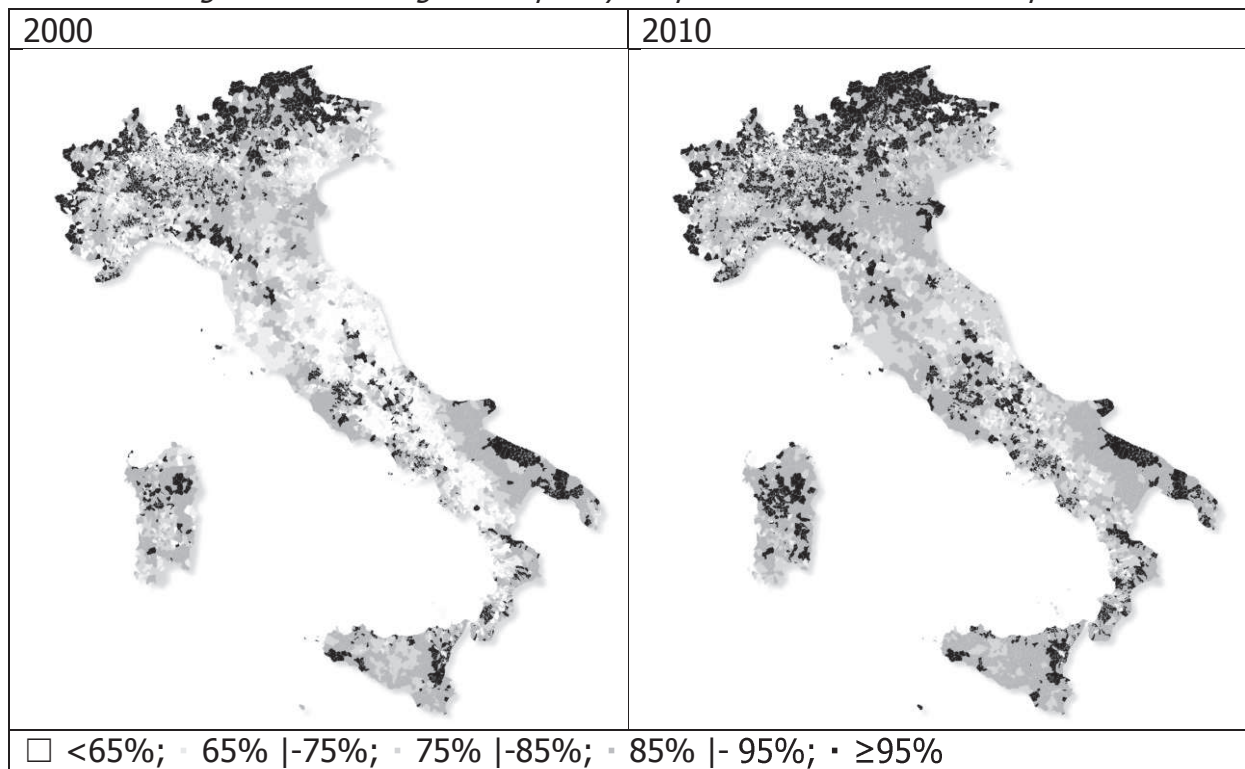 2000
2010
□ <65%; ▪ 65% |-75%; ▪ 75% |-85%; ▪ 85% |- 95%; ▪ ≥95%